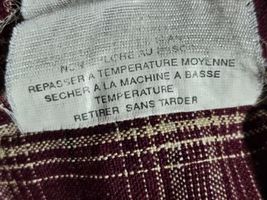 REPASSER À TEMPERATURE MOYENNE
SECHER A LA MACHINE A BASSE
TEMPERATURE
RETIRER SANS TARDER